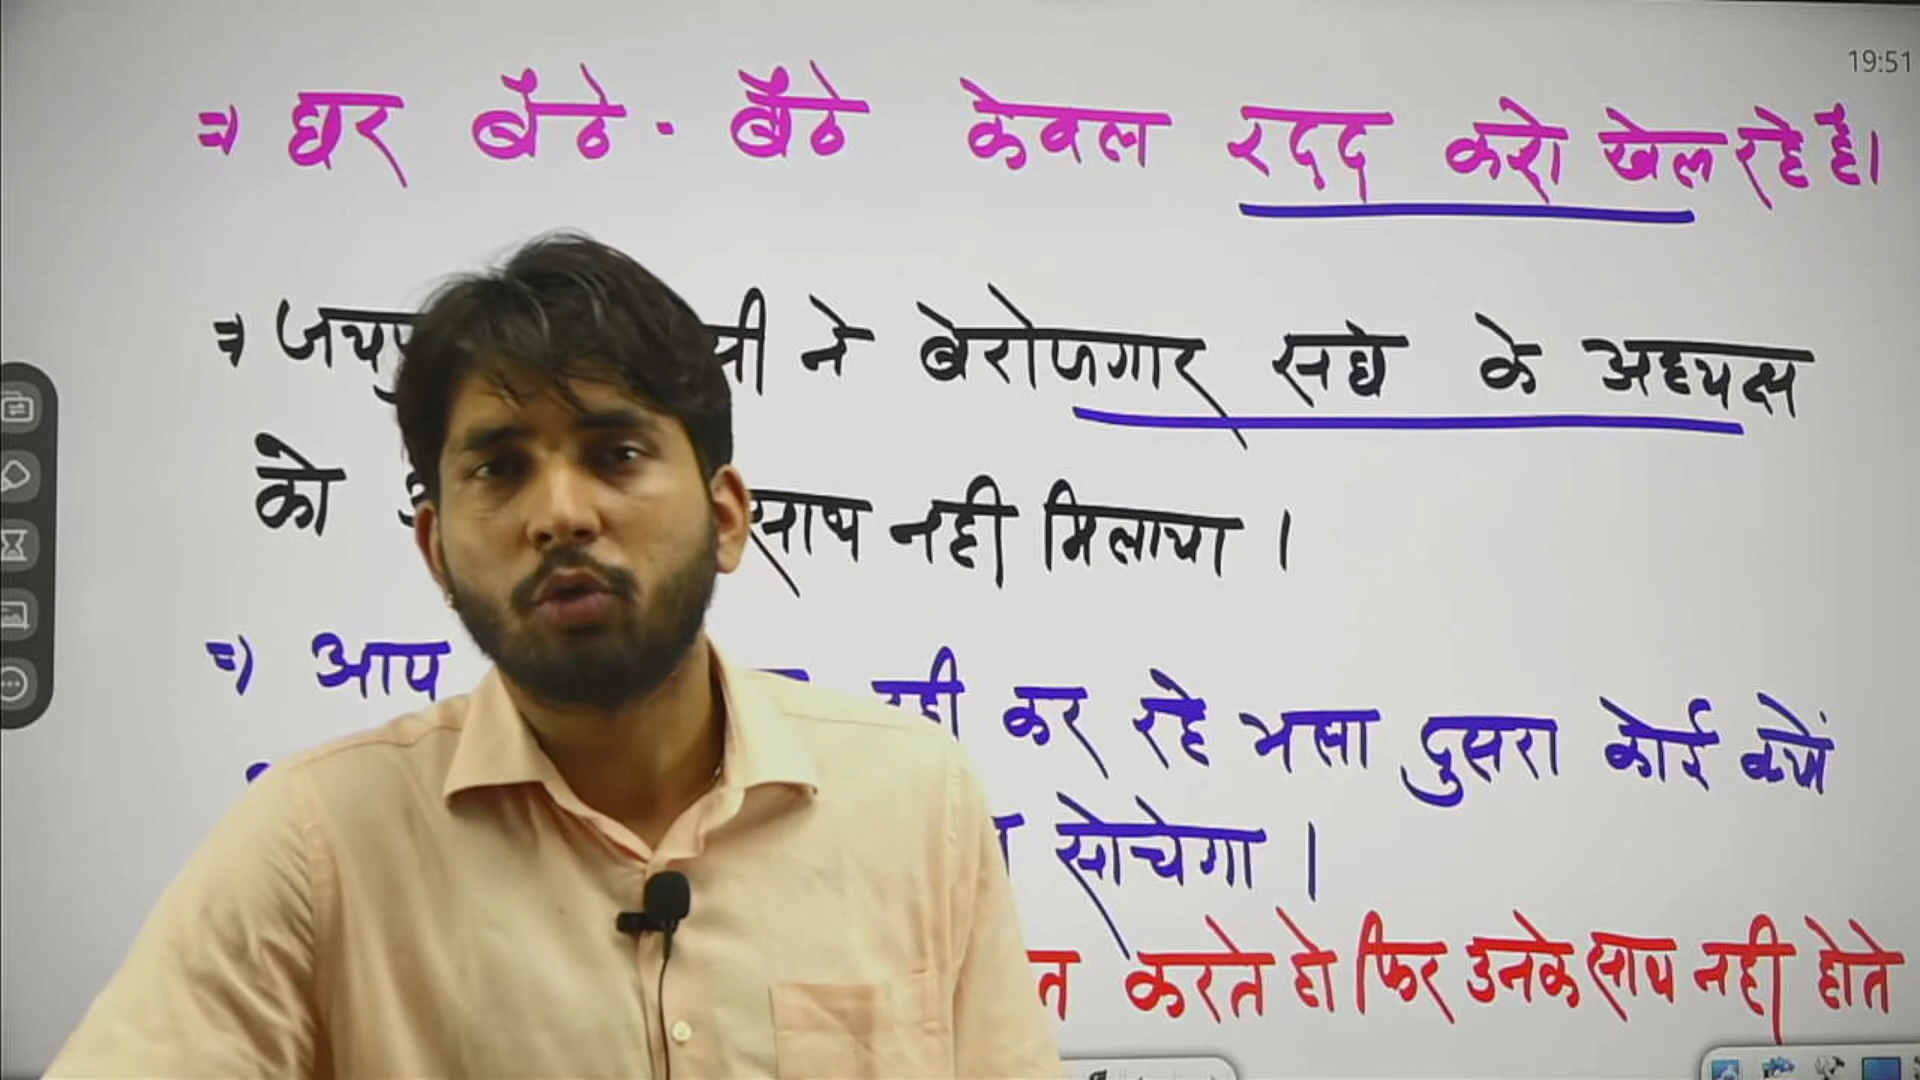 19:51
⇒ घर बैठे - बैठे केवल रदद करो खेल रहे हैं।
⇒ ने बेरोजगार संघ के अध्यक्ष
को साथ नही मिलाया ।
⇒ आप नही कर रहे भला दुसरा कोई क्यों
सोचेगा ।
करते हो फिर उनके साथ नही होते